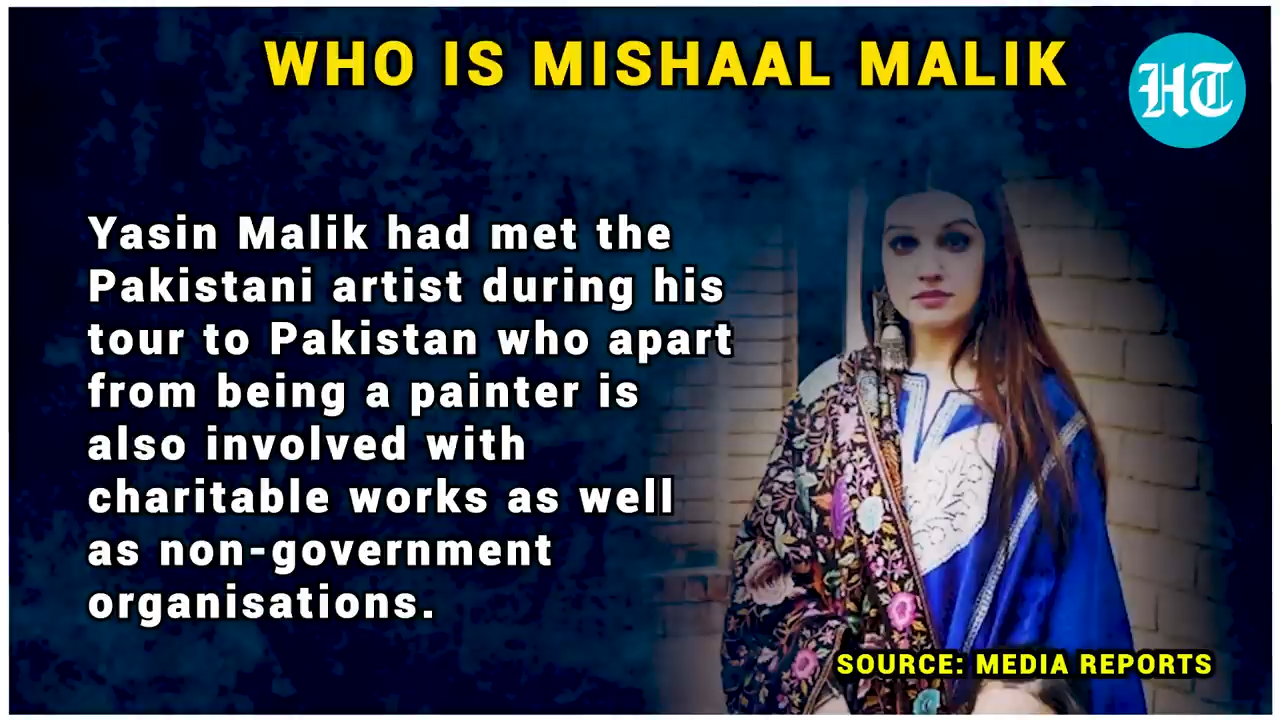 WHO IS MISHAAL MALIK
HT
Yasin Malik had met the
Pakistani artist during his
tour to Pakistan who apart
from being a painter is
also involved with
charitable works as well
as non-government
organisations.
SOURCE: MEDIA REPORTS